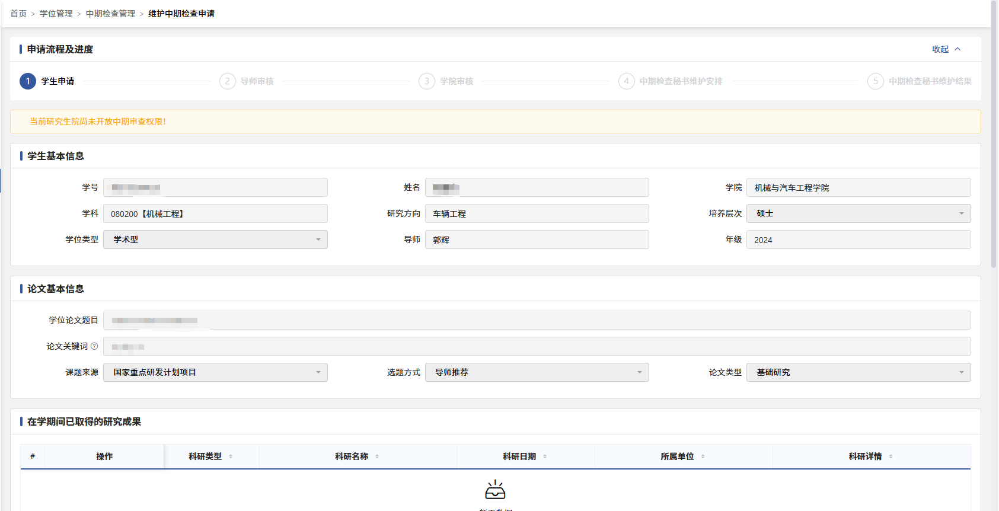 首页 > 学位管理 > 中期检查管理 > 维护中期检查申请
申请流程及进度 收起
1 学生申请 2 导师审核 3 学院审核 4 中期检查秘书维护安排 5 中期检查秘书维护结果
当前研究生院尚未开放中期审查权限!
学生基本信息
学号 姓名 学院 机械与汽车工程学院
学科 080200【机械工程】 研究方向 车辆工程 培养层次 硕士
学位类型 学术型 导师 郭辉 年级 2024
论文基本信息
学位论文题目
论文关键词 ?
课题来源 国家重点研发计划项目 选题方式 导师推荐 论文类型 基础研究
在学期间已取得的研究成果
# 操作 科研类型 科研名称 科研日期 所属单位 科研详情